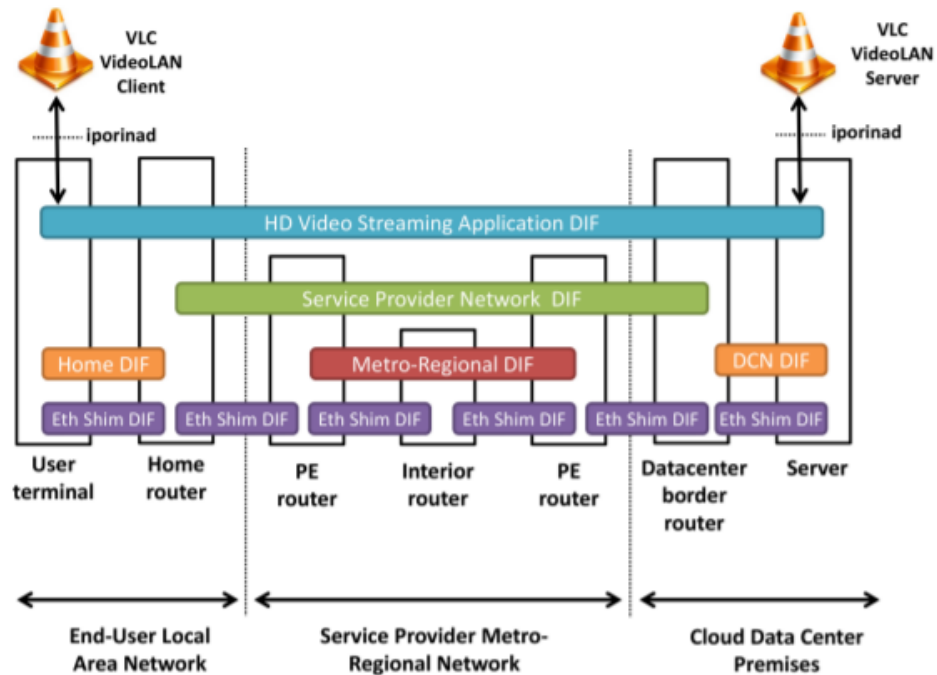 VLC
VideoLAN
Client
VLC
VideoLAN
Server
iporinad
iporinad
HD Video Streaming Application DIF
Service Provider Network DIF
Home DIF
Metro-Regional DIF
DCN DIF
Eth Shim DIF
Eth Shim DIF
Eth Shim DIF
Eth Shim DIF
Eth Shim DIF
Eth Shim DIF
User
terminal
Home
router
PE
router
Interior
router
PE
router
Datacenter
border
router
Server
End-User Local
Area Network
Service Provider Metro-
Regional Network
Cloud Data Center
Premises